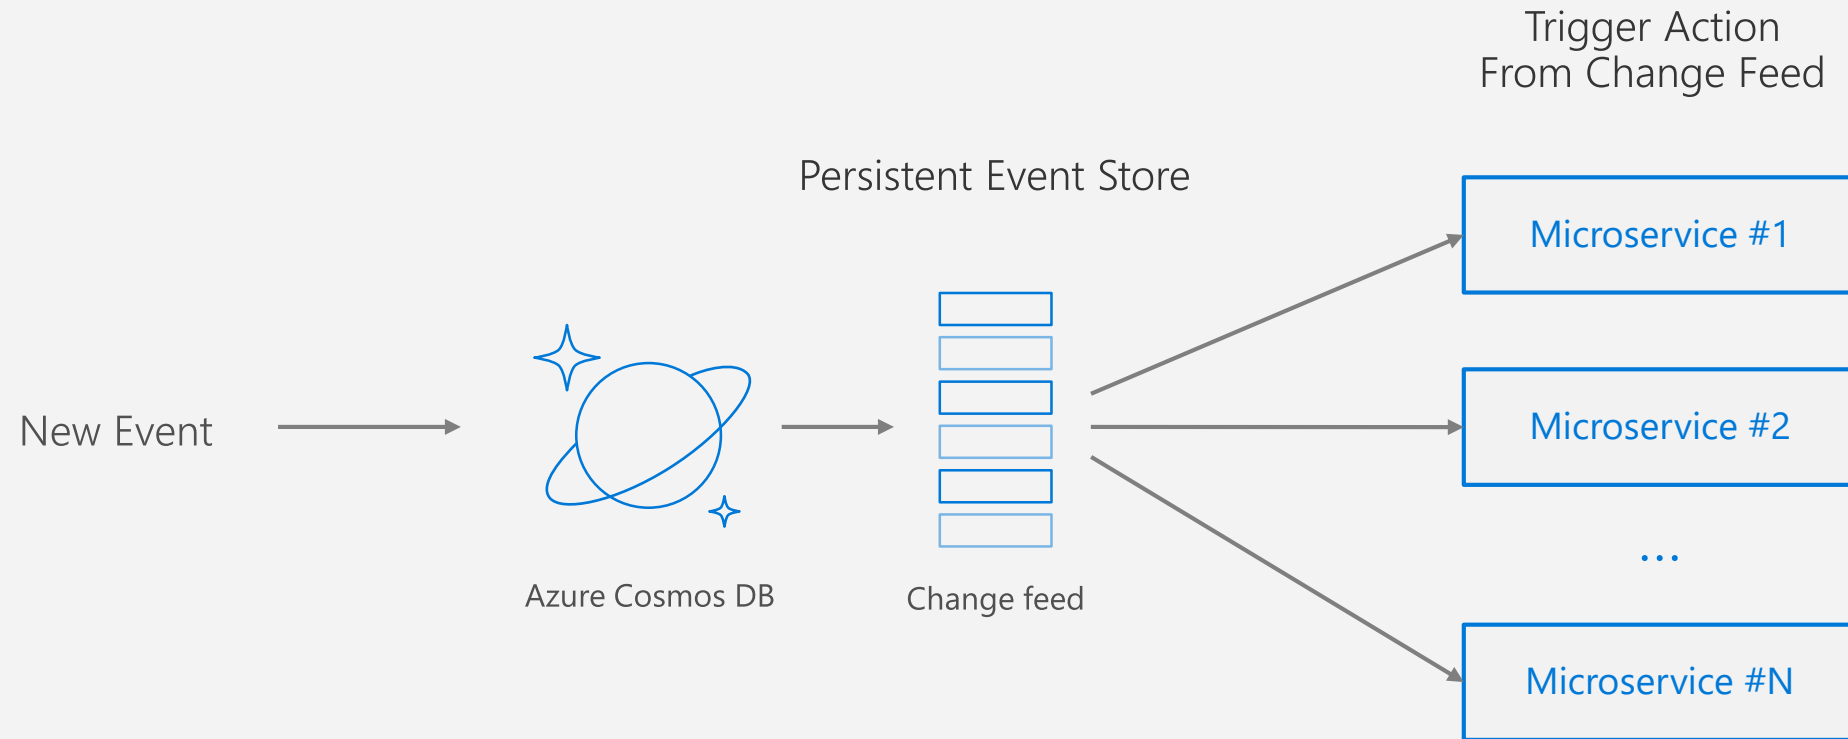 Trigger Action
From Change Feed
Persistent Event Store
Microservice #1
New Event
Microservice #2
...
Azure Cosmos DB
Change feed
Microservice #N